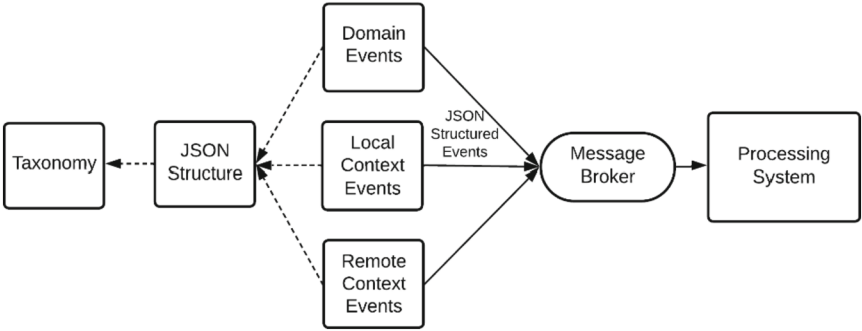 Taxonomy
JSON
Structure
Domain
Events
Local
Context
Events
Remote
Context
Events
JSON
Structured
Events
Message
Broker
Processing
System